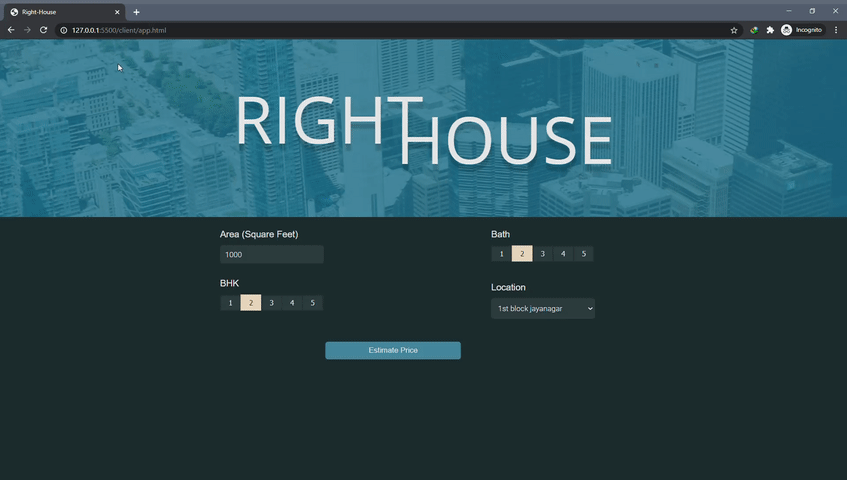 Right-House
127.0.0.1:5500/client/app.html
Incognito
RIGHT
HOUSE
Area (Square Feet)
1000
Bath
1 2 3 4 5
BHK
1 2 3 4 5
Location
1st block jayanagar
Estimate Price